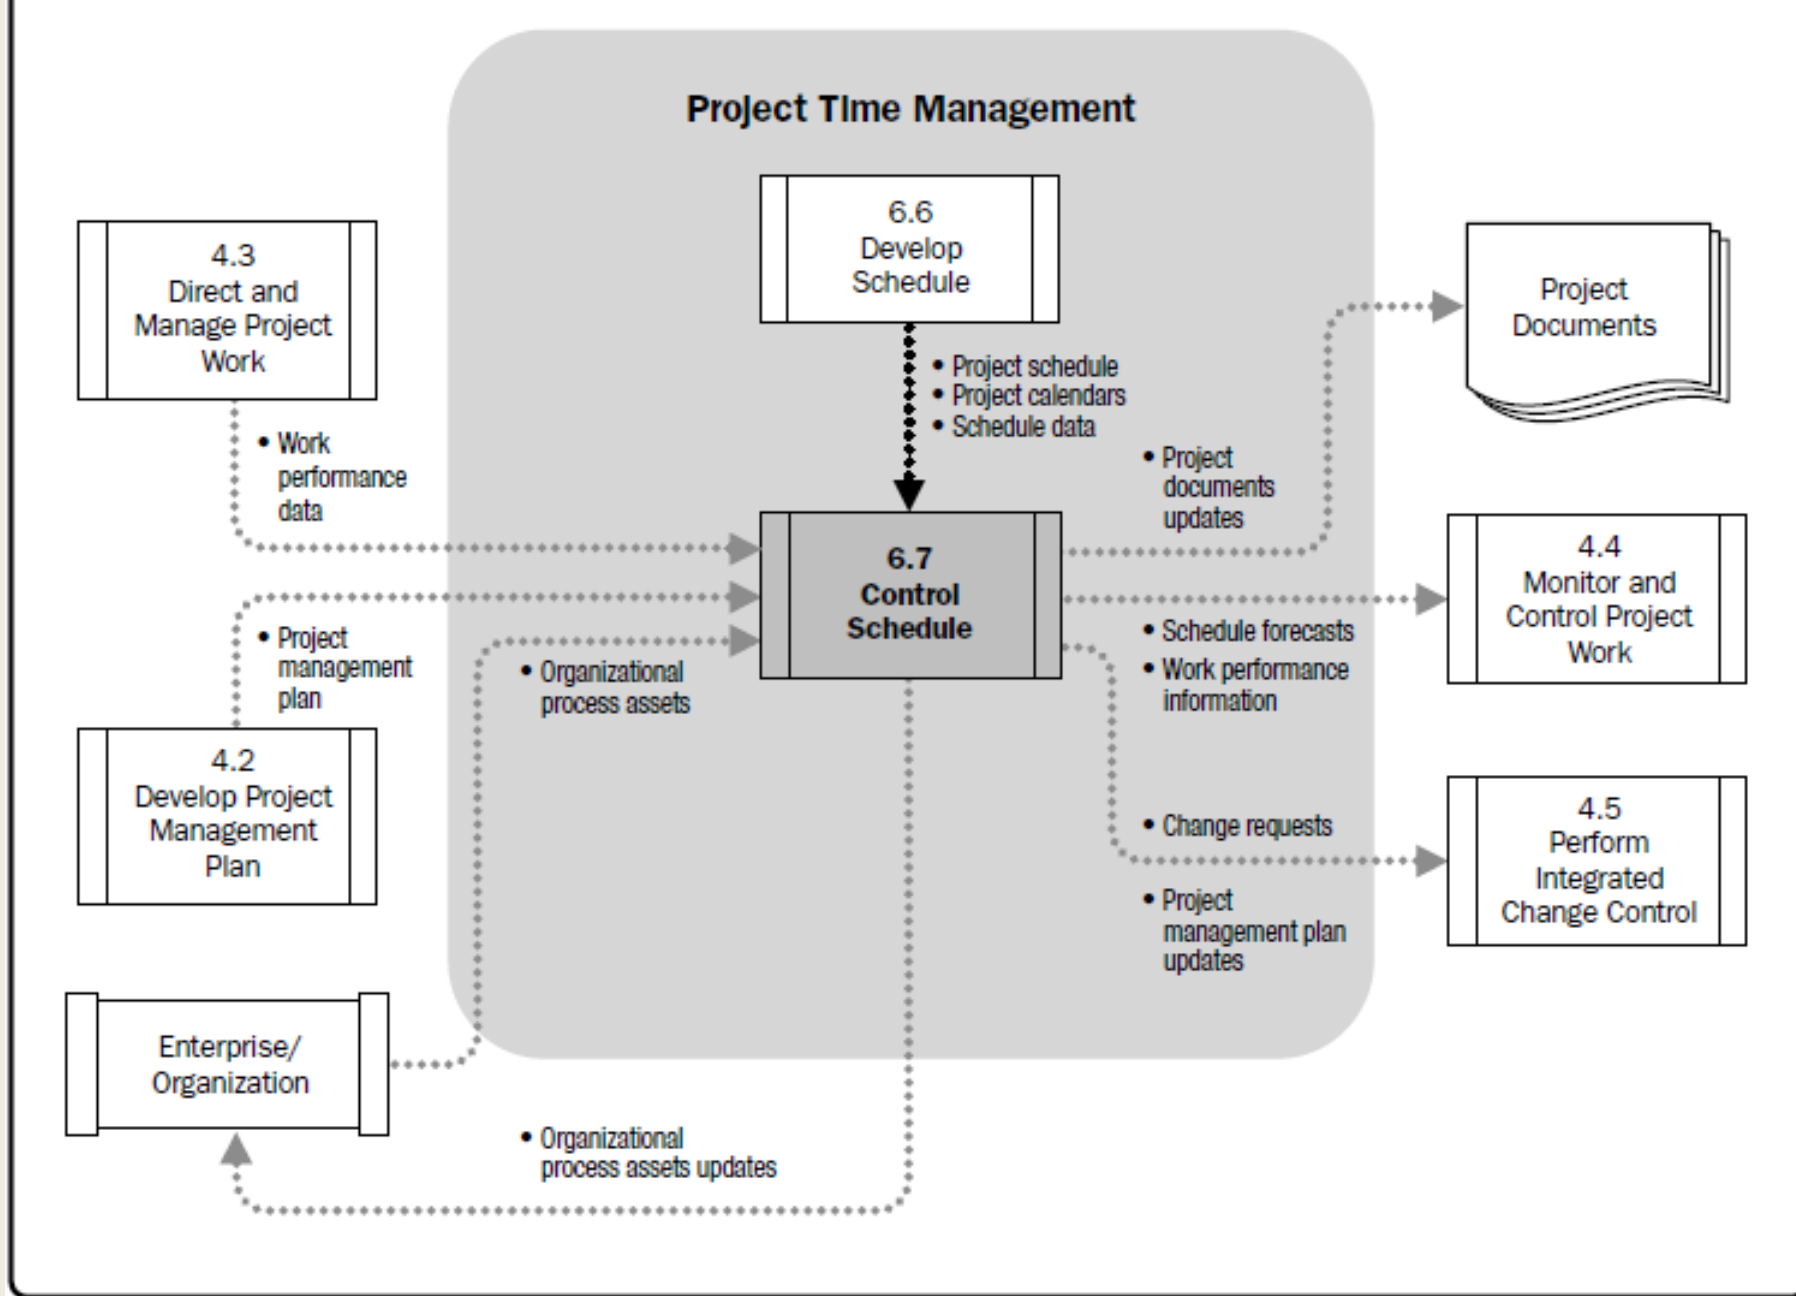 Project Time Management
6.6
Develop
Schedule
4.3
Direct and
Manage Project
Work
Project
Documents
• Project schedule
• Project calendars
• Schedule data
• Work
performance
data
• Project
documents
updates
6.7
Control
Schedule
4.4
Monitor and
Control Project
Work
• Project
management
plan
• Organizational
process assets
• Schedule forecasts
• Work performance
information
4.2
Develop Project
Management
Plan
• Change requests
4.5
Perform
Integrated
Change Control
• Project
management plan
updates
Enterprise/
Organization
• Organizational
process assets updates